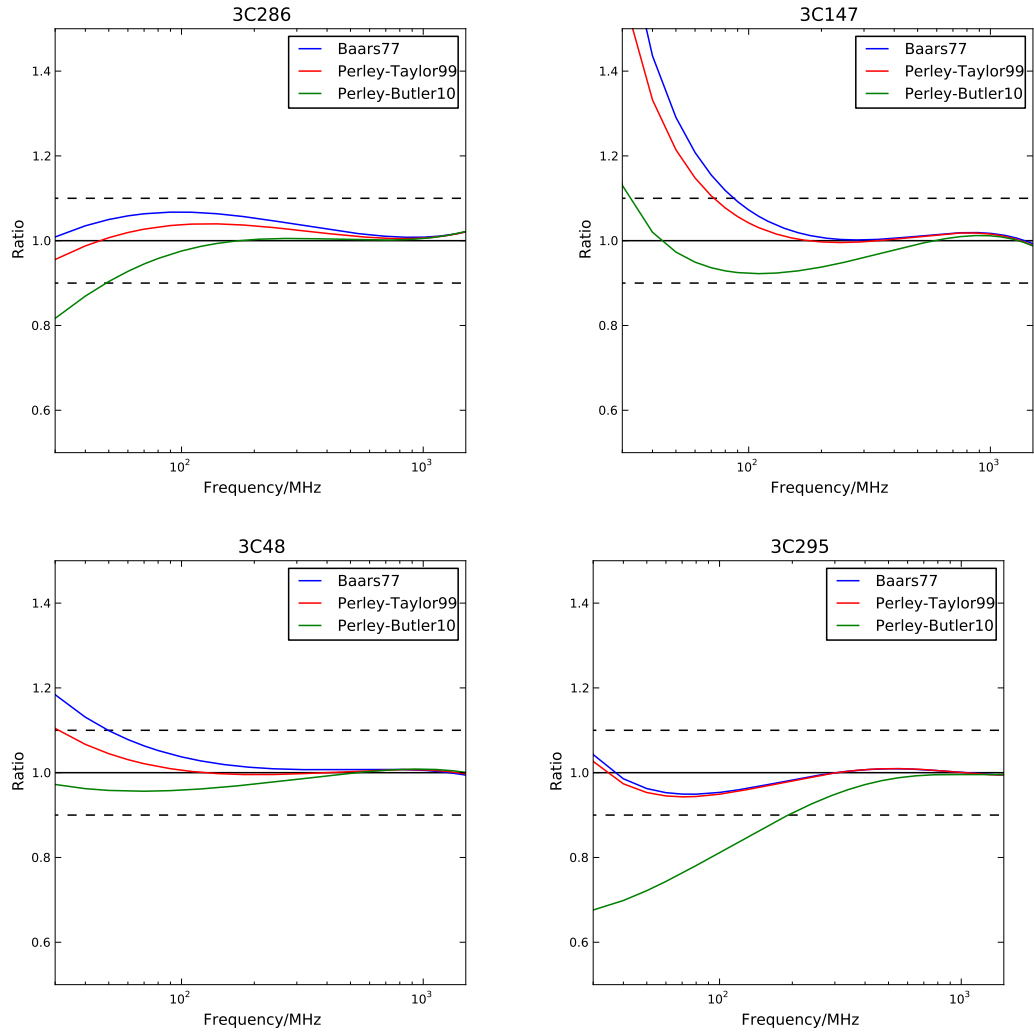 3C286
Baars77
Perley-Taylor99
Perley-Butler10
1.4
1.2
1.0
0.8
0.6
Ratio
10²
10³
Frequency/MHz
3C147
Baars77
Perley-Taylor99
Perley-Butler10
1.4
1.2
1.0
0.8
0.6
Ratio
10²
10³
Frequency/MHz
3C48
Baars77
Perley-Taylor99
Perley-Butler10
1.4
1.2
1.0
0.8
0.6
Ratio
10²
10³
Frequency/MHz
3C295
Baars77
Perley-Taylor99
Perley-Butler10
1.4
1.2
1.0
0.8
0.6
Ratio
10²
10³
Frequency/MHz